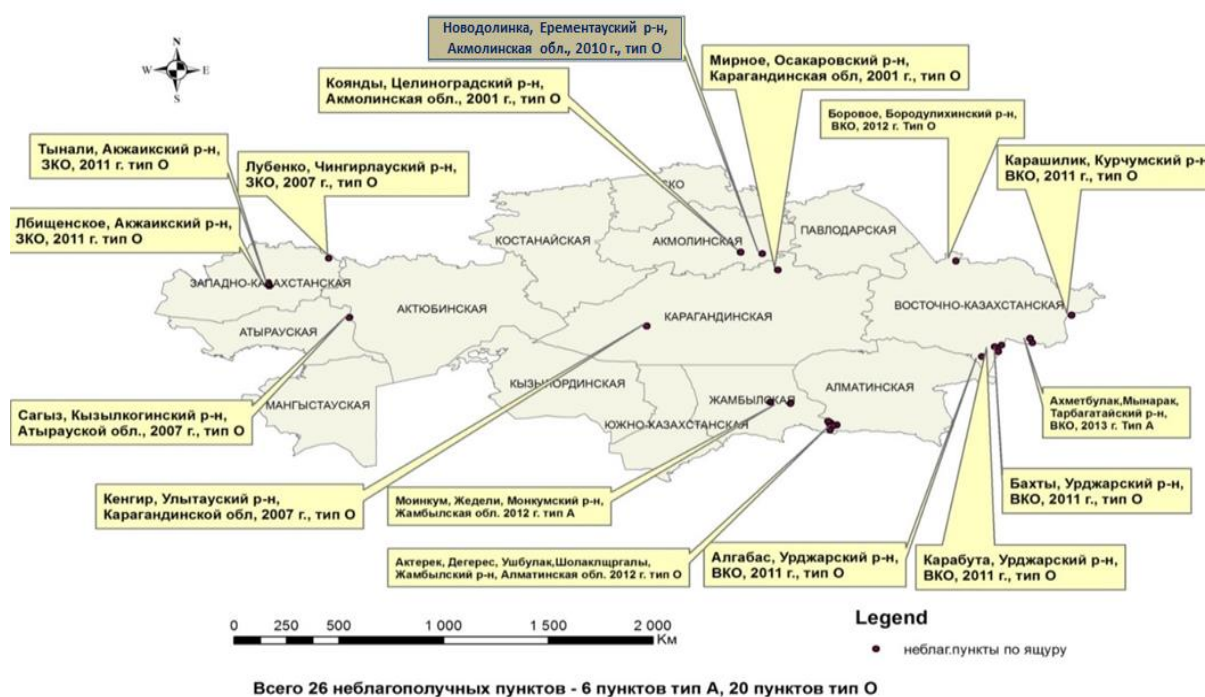 Новодолинка, Ерементауский р-н,
Акмолинская обл., 2010 г., тип О
N
W E
S
Коянды, Целиноградский р-н,
Акмолинская обл., 2001 г., тип О
Мирное, Осакаровский р-н,
Карагандинская обл, 2001 г., тип О
Боровое, Бородулихинский р-н,
ВКО, 2012 г. Тип О
Тынали, Акжаикский р-н,
ЗКО, 2011 г. тип О
Лубенко, Чингирлауский р-н,
ЗКО, 2007 г., тип О
Карашилик, Курчумский р-н
ВКО, 2011 г., тип О
Лбищенское, Акжаикский р-н,
ЗКО, 2011 г. тип О
КО
КОСТАНАЙСКАЯ
АКМОЛИНСКАЯ
ПАВЛОДАРСКАЯ
ЗАПАДНО-КАЗАХСТАНСКАЯ
АКТЮБИНСКАЯ
КАРАГАНДИНСКАЯ
ВОСТОЧНО-КАЗАХСТАНСКАЯ
АТЫРАУСКАЯ
МАНГЫСТАУСКАЯ
КЫЗЫЛОРДИНСКАЯ
ЮЖНО-КАЗАХСТАНСКАЯ
ЖАМБЫЛСКАЯ
АЛМАТИНСКАЯ
Сагыз, Кызылкогинский р-н,
Атырауской обл., 2007 г., тип О
Ахметбулак,Мынарак,
Тарбагатайский р-н,
ВКО, 2013 г. Тип А
Кенгир, Улытауский р-н,
Карагандинской обл, 2007 г., тип О
Моинкум, Жедели, Монкумский р-н,
Жамбылская обл. 2012 г. тип А
Бахты, Урджарский р-н,
ВКО, 2011 г., тип О
Актерек, Дегерес, Ушбулак,Шолаклщргалы,
Жамбылский р-н, Алматинская обл. 2012 г. тип О
Алгабас, Урджарский р-н,
ВКО, 2011 г., тип О
Карабута, Урджарский р-н,
ВКО, 2011 г., тип О
0 250 500 1 000 1 500 2 000
Км
Legend
неблаг.пункты по ящуру
Всего 26 неблагополучных пунктов - 6 пунктов тип А, 20 пунктов тип О